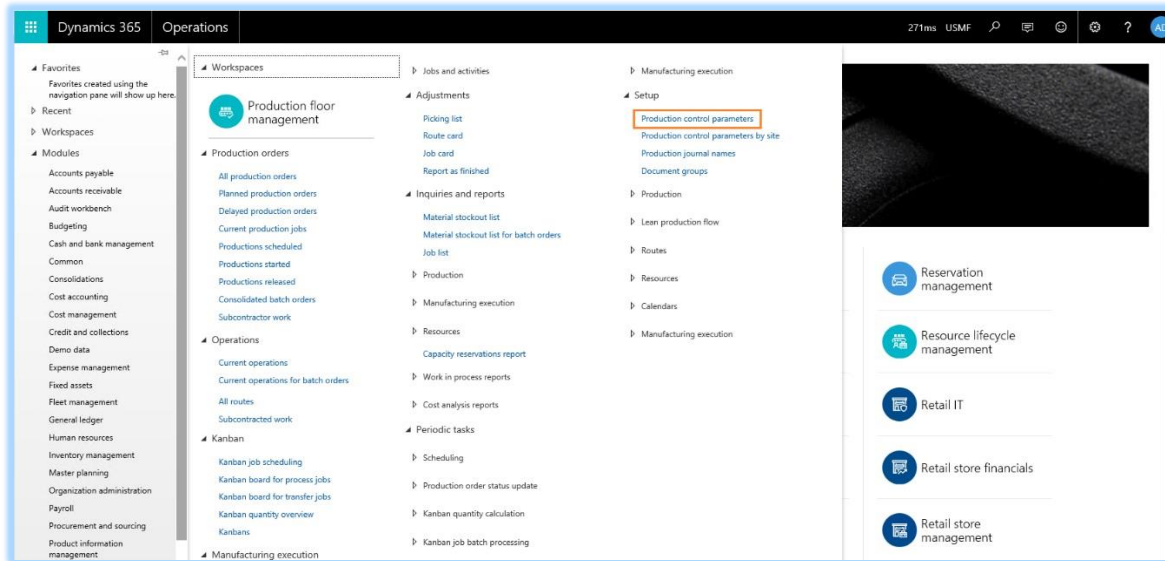 Dynamics 365
Operations
271ms USMF
?
Favorites
Favorites created using the
navigation pane will show up here.
Recent
Workspaces
Modules
Accounts payable
Accounts receivable
Audit workbench
Budgeting
Cash and bank management
Common
Consolidations
Cost accounting
Cost management
Credit and collections
Demo data
Expense management
Fixed assets
Fleet management
General ledger
Human resources
Inventory management
Master planning
Organization administration
Payroll
Procurement and sourcing
Product information
management
Workspaces
Production floor
management
Production orders
All production orders
Planned production orders
Delayed production orders
Current production jobs
Productions scheduled
Productions started
Productions released
Consolidated batch orders
Subcontractor work
Operations
Current operations
Current operations for batch orders
All routes
Subcontracted work
Kanban
Kanban job scheduling
Kanban board for process jobs
Kanban board for transfer jobs
Kanban quantity overview
Kanbans
Manufacturing execution
Jobs and activities
Adjustments
Picking list
Route card
Job card
Report as finished
Inquiries and reports
Material stockout list
Material stockout list for batch orders
Job list
Production
Manufacturing execution
Resources
Capacity reservations report
Work in process reports
Cost analysis reports
Periodic tasks
Scheduling
Production order status update
Kanban quantity calculation
Kanban job batch processing
Manufacturing execution
Setup
Production control parameters
Production control parameters by site
Production journal names
Document groups
Production
Lean production flow
Routes
Resources
Calendars
Manufacturing execution
Reservation
management
Resource lifecycle
management
Retail IT
Retail store financials
Retail store
management